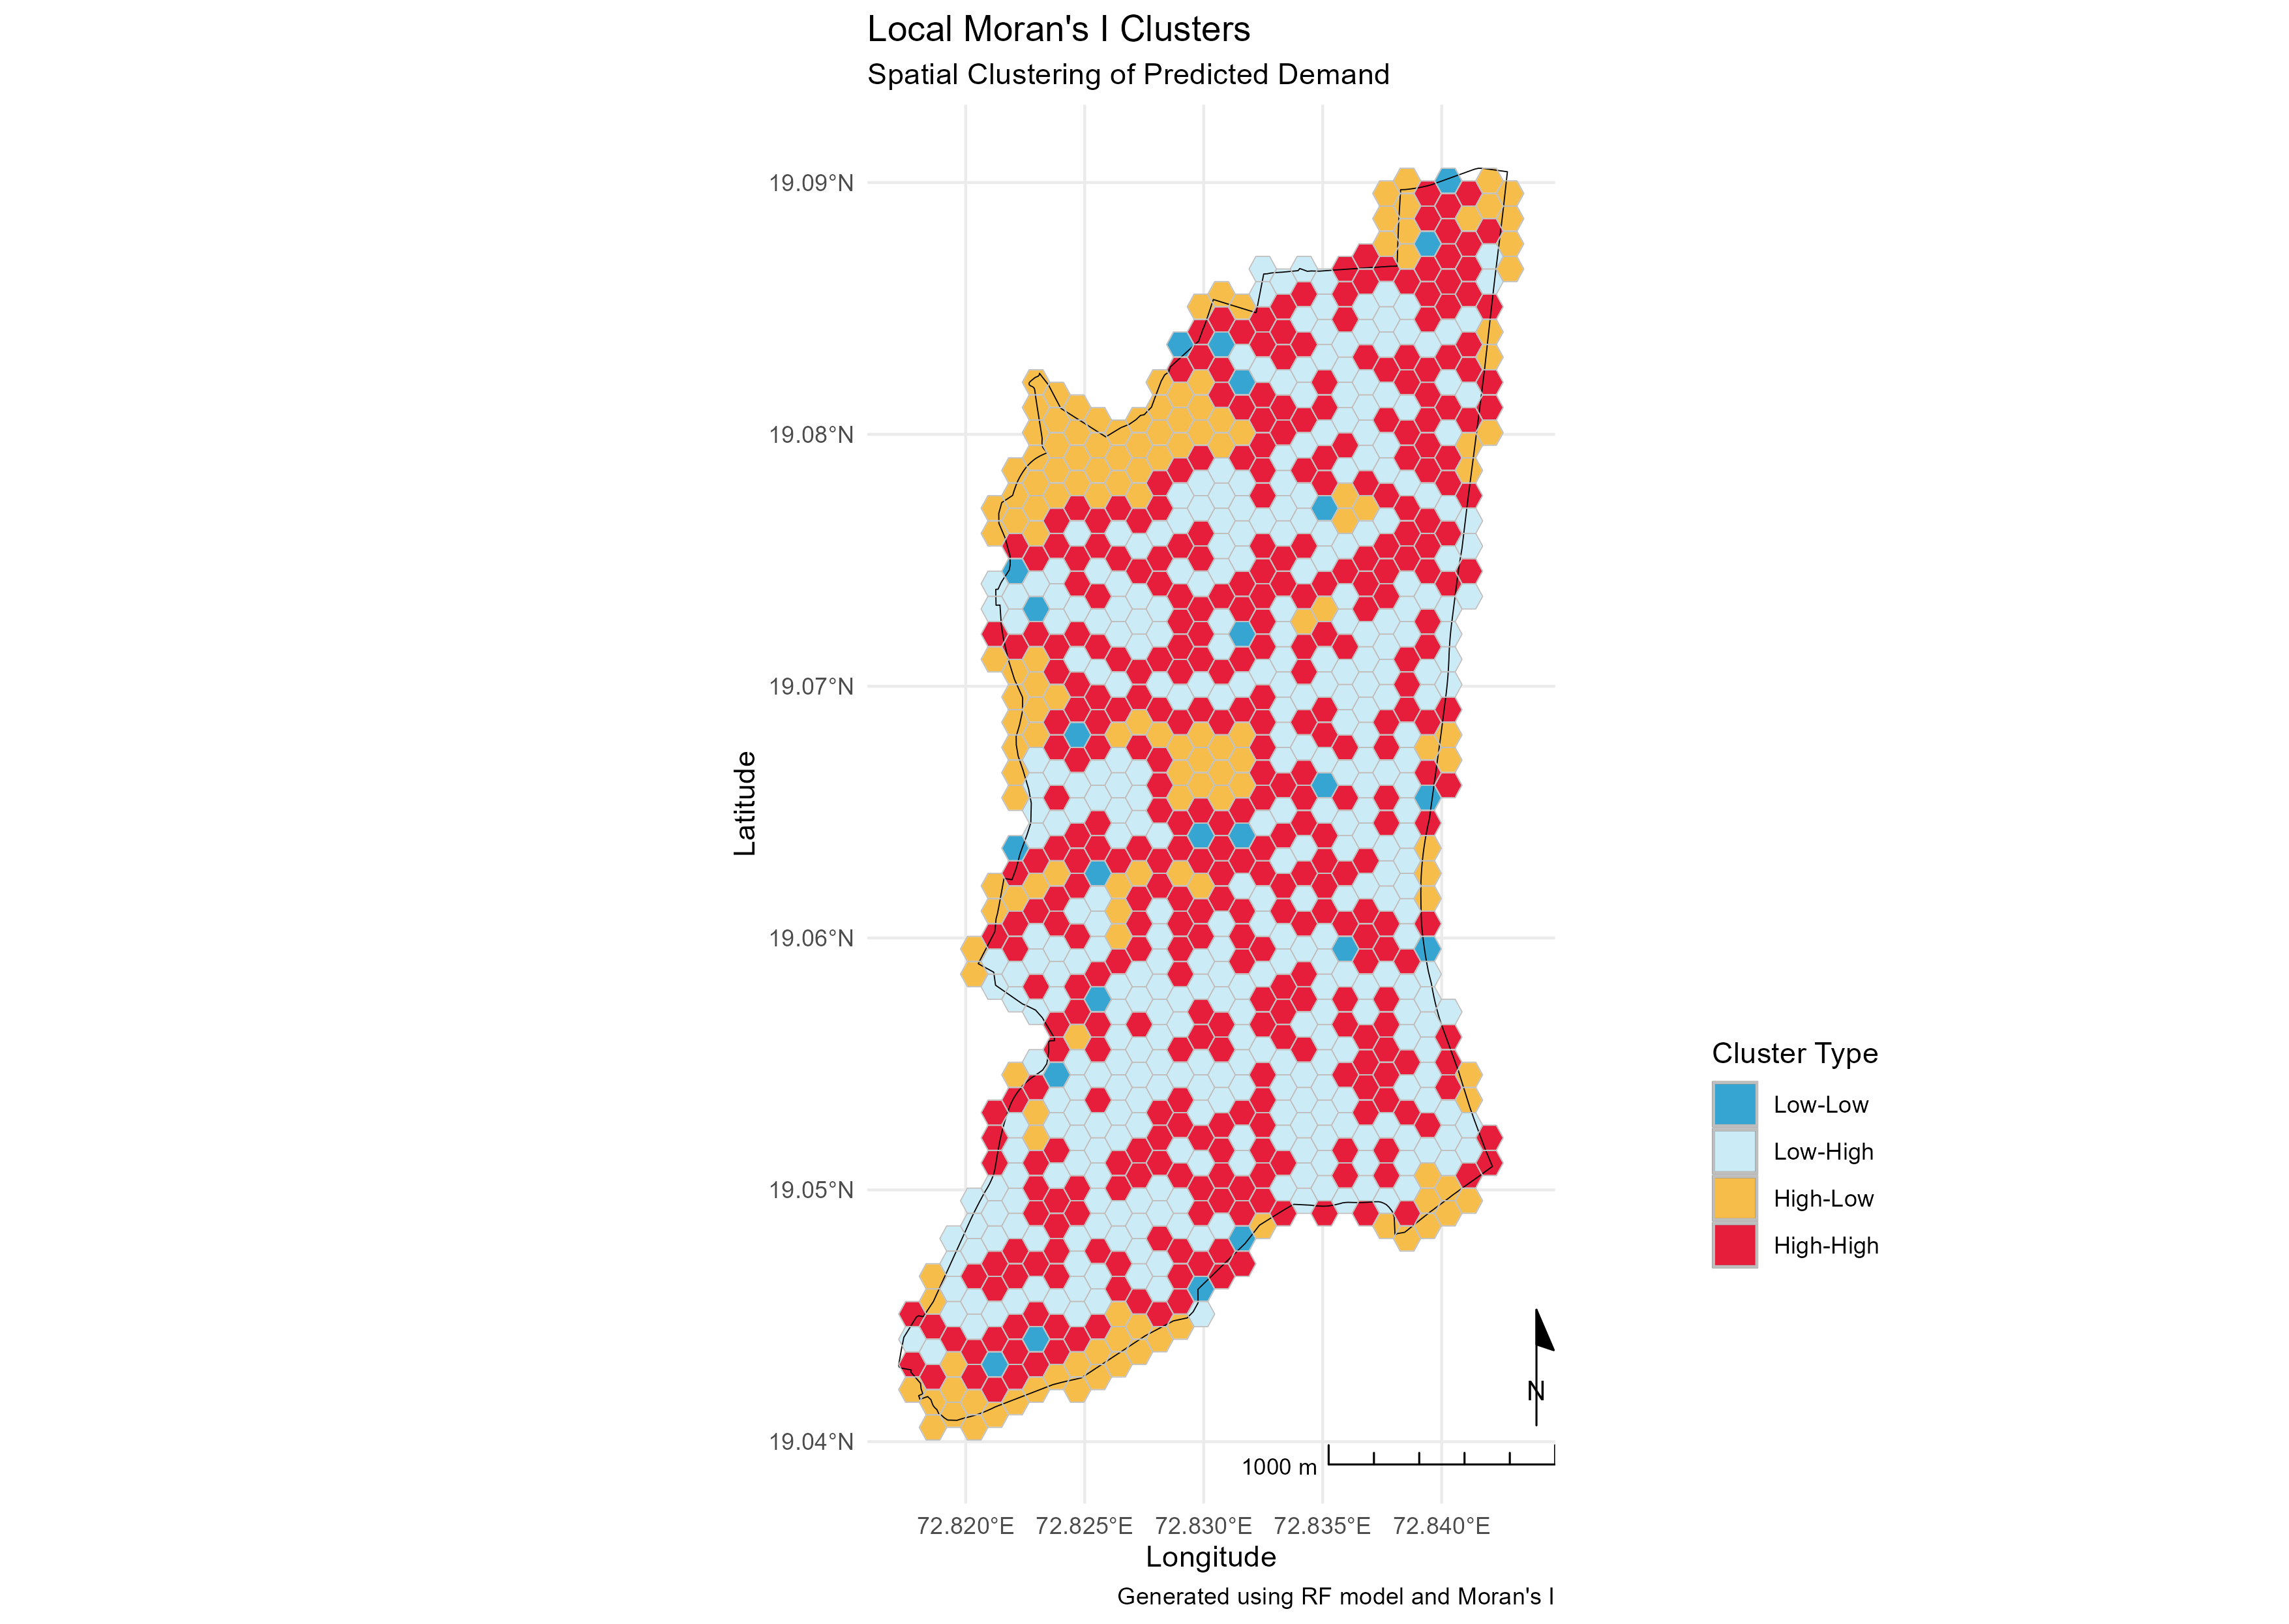 Local Moran's I Clusters
Spatial Clustering of Predicted Demand
19.09°N
19.08°N
19.07°N
19.06°N
19.05°N
19.04°N
Latitude
Cluster Type
Low-Low
Low-High
High-Low
High-High
N
1000 m
72.820°E 72.825°E 72.830°E 72.835°E 72.840°E
Longitude
Generated using RF model and Moran's I